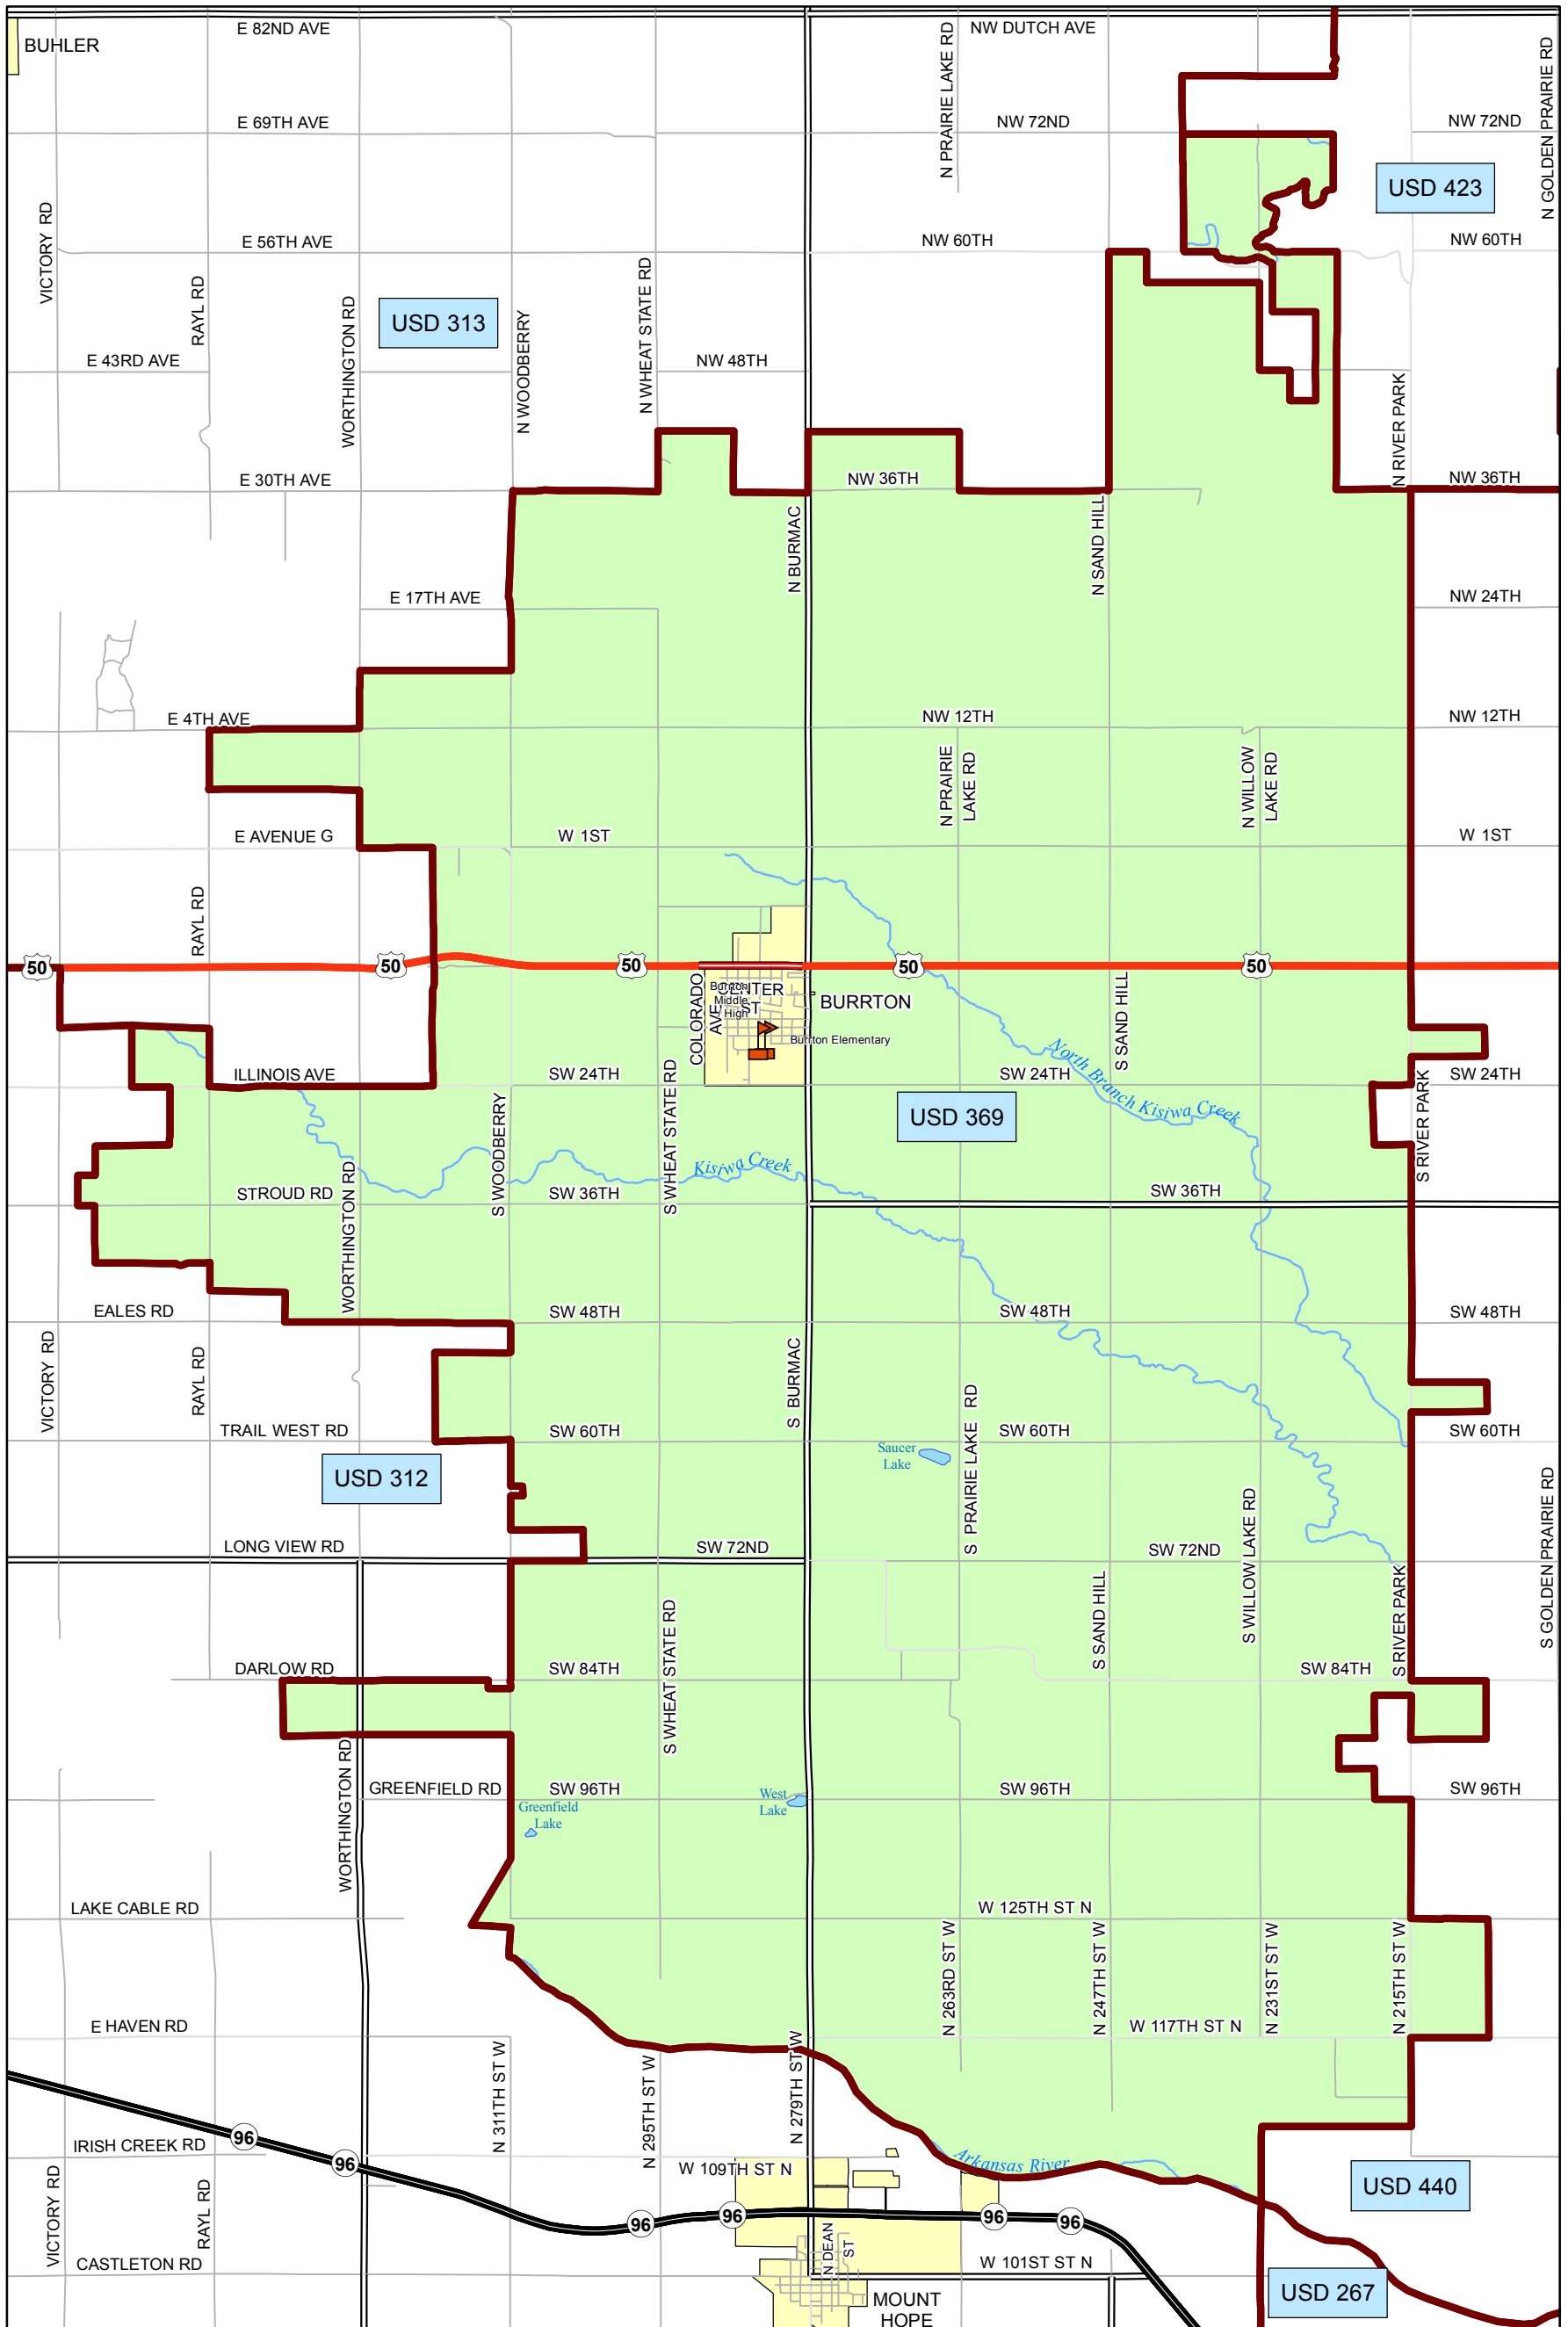 E 82ND AVE
NW DUTCH AVE
BUHLER
N PRAIRIE LAKE RD
N GOLDEN PRAIRIE RD
E 69TH AVE
NW 72ND
NW 72ND
USD 423
VICTORY RD
E 56TH AVE
NW 60TH
NW 60TH
RAYL RD
WORTHINGTON RD
USD 313
N WOODBERRY
N WHEAT STATE RD
E 43RD AVE
NW 48TH
N RIVER PARK
E 30TH AVE
NW 36TH
NW 36TH
N BURMAC
N SAND HILL
E 17TH AVE
NW 24TH
E 4TH AVE
NW 12TH
NW 12TH
N PRAIRIE
LAKE RD
N WILLOW
LAKE RD
E AVENUE G
W 1ST
W 1ST
RAYL RD
50
50
50
50
50
COLORADO
AVE
CENTER
ST
Burrton
Middle
/ High
BURRTON
Burrton Elementary
S SAND HILL
North Branch Kisiwa Creek
ILLINOIS AVE
SW 24TH
SW 24TH
SW 24TH
S WOODBERRY
S WHEAT STATE RD
USD 369
S RIVER PARK
Kisiwa Creek
WORTHINGTON RD
STROUD RD
SW 36TH
SW 36TH
EALES RD
SW 48TH
SW 48TH
SW 48TH
VICTORY RD
RAYL RD
S BURMAC
S PRAIRIE LAKE RD
TRAIL WEST RD
SW 60TH
SW 60TH
SW 60TH
Saucer
Lake
USD 312
S WILLOW LAKE RD
S GOLDEN PRAIRIE RD
LONG VIEW RD
SW 72ND
SW 72ND
S SAND HILL
S RIVER PARK
S WHEAT STATE RD
DARLOW RD
SW 84TH
SW 84TH
WORTHINGTON RD
GREENFIELD RD
SW 96TH
SW 96TH
SW 96TH
Greenfield
Lake
West
Lake
LAKE CABLE RD
W 125TH ST N
N 263RD ST W
N 247TH ST W
N 231ST ST W
N 215TH ST W
E HAVEN RD
W 117TH ST N
N 311TH ST W
N 295TH ST W
N 279TH ST W
96
IRISH CREEK RD
96
W 109TH ST N
Arkansas River
USD 440
VICTORY RD
RAYL RD
96
96
96
96
N DEAN
ST
CASTLETON RD
W 101ST ST N
USD 267
MOUNT
HOPE